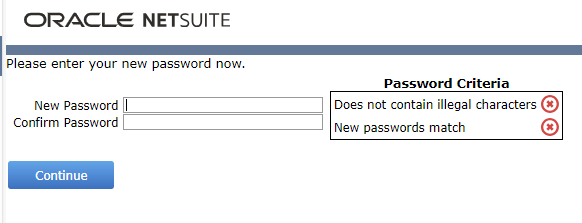 ORACLE NETSUITE
Please enter your new password now.
Password Criteria
New Password
Does not contain illegal characters
Confirm Password
New passwords match
Continue